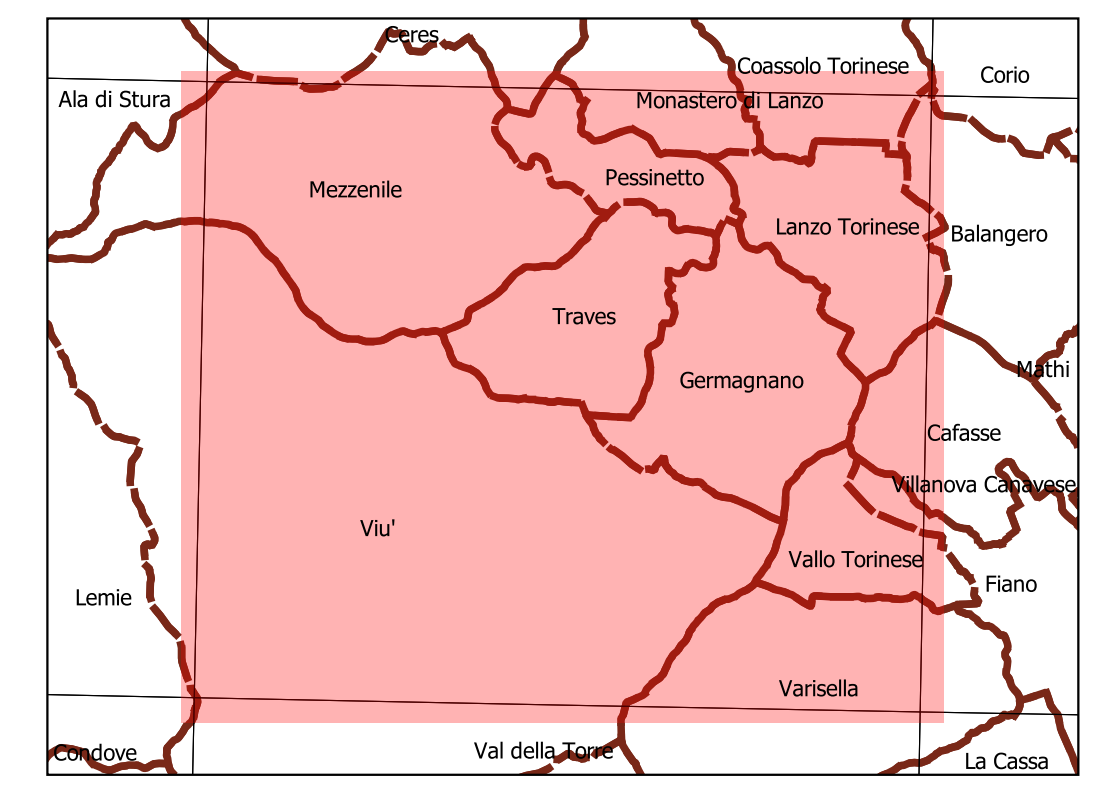 Ceres
Coassolo Torinese
Corio
Ala di Stura
Monastero di Lanzo
Pessinetto
Mezzenile
Lanzo Torinese
Balangero
Traves
Mathi
Germagnano
Cafasse
Villanova Canavese
Viu'
Vallo Torinese
Fiano
Lemie
Varisella
Condove
Val della Torre
La Cassa